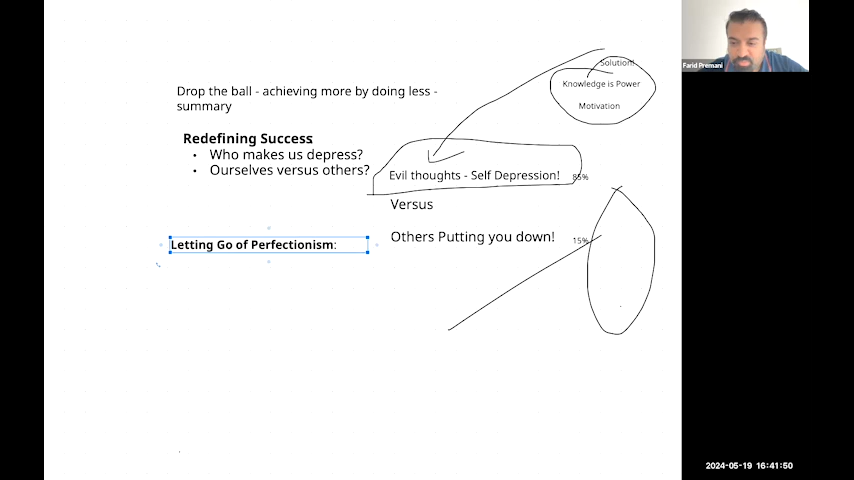 Solution!
Knowledge is Power
Motivation
Drop the ball - achieving more by doing less -
summary
Redefining Success
• Who makes us depress?
• Ourselves versus others?
Evil thoughts - Self Depression!
85%
Versus
Others Putting you down!
15%
Letting Go of Perfectionism:
Farid Premani
2024-05-19 16:41:50